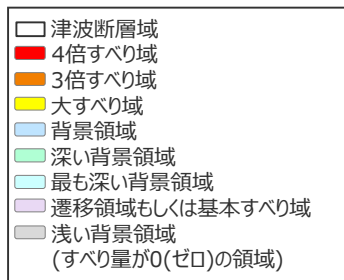 津波断層域
4倍すべり域
3倍すべり域
大すべり域
背景領域
深い背景領域
最も深い背景領域
遷移領域もしくは基本すべり域
浅い背景領域
(すべり量が0(ゼロ)の領域)